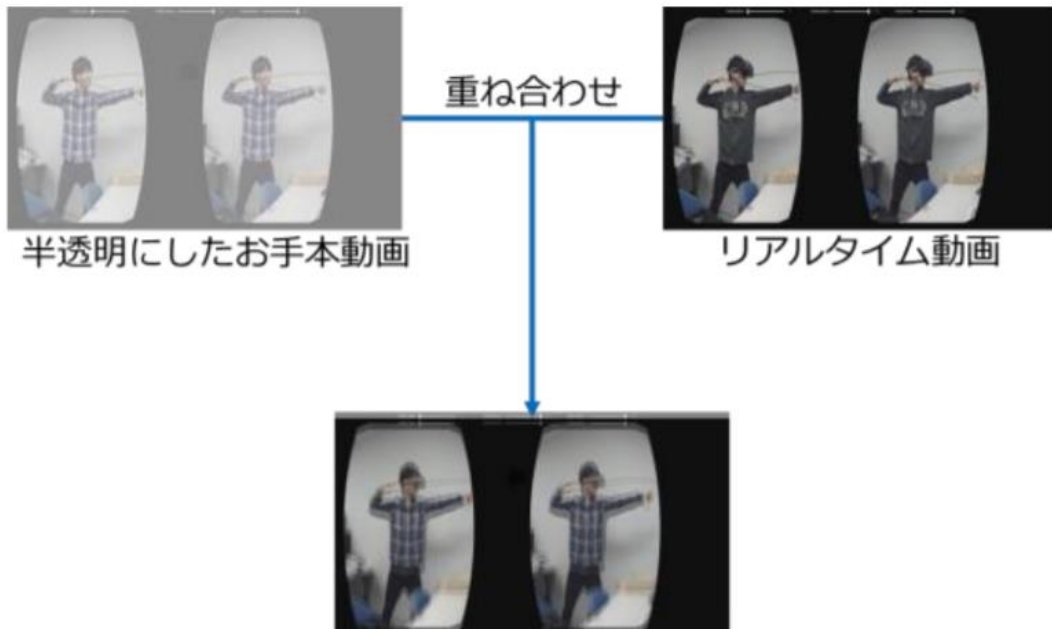 重ね合わせ
半透明にしたお手本動画
リアルタイム動画